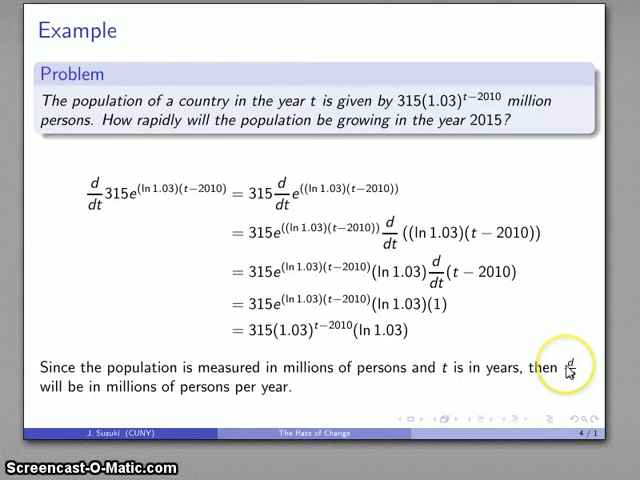 Example
Problem
The population of a country in the year t is given by 315(1.03)^{t−2010} million
persons. How rapidly will the population be growing in the year 2015?
d/dt 315e^{(ln 1.03)(t−2010)} = 315 d/dt e^{((ln 1.03)(t−2010))}
= 315e^{((ln 1.03)(t−2010))} d/dt ((ln 1.03)(t − 2010))
= 315e^{(ln 1.03)(t−2010)}(ln 1.03) d/dt (t − 2010)
= 315e^{(ln 1.03)(t−2010)}(ln 1.03)(1)
= 315(1.03)^{t−2010}(ln 1.03)
Since the population is measured in millions of persons and t is in years, then
will be in millions of persons per year.
J. Suzuki (CUNY) The Rate of Change 4 / 1
Screencast-O-Matic.com